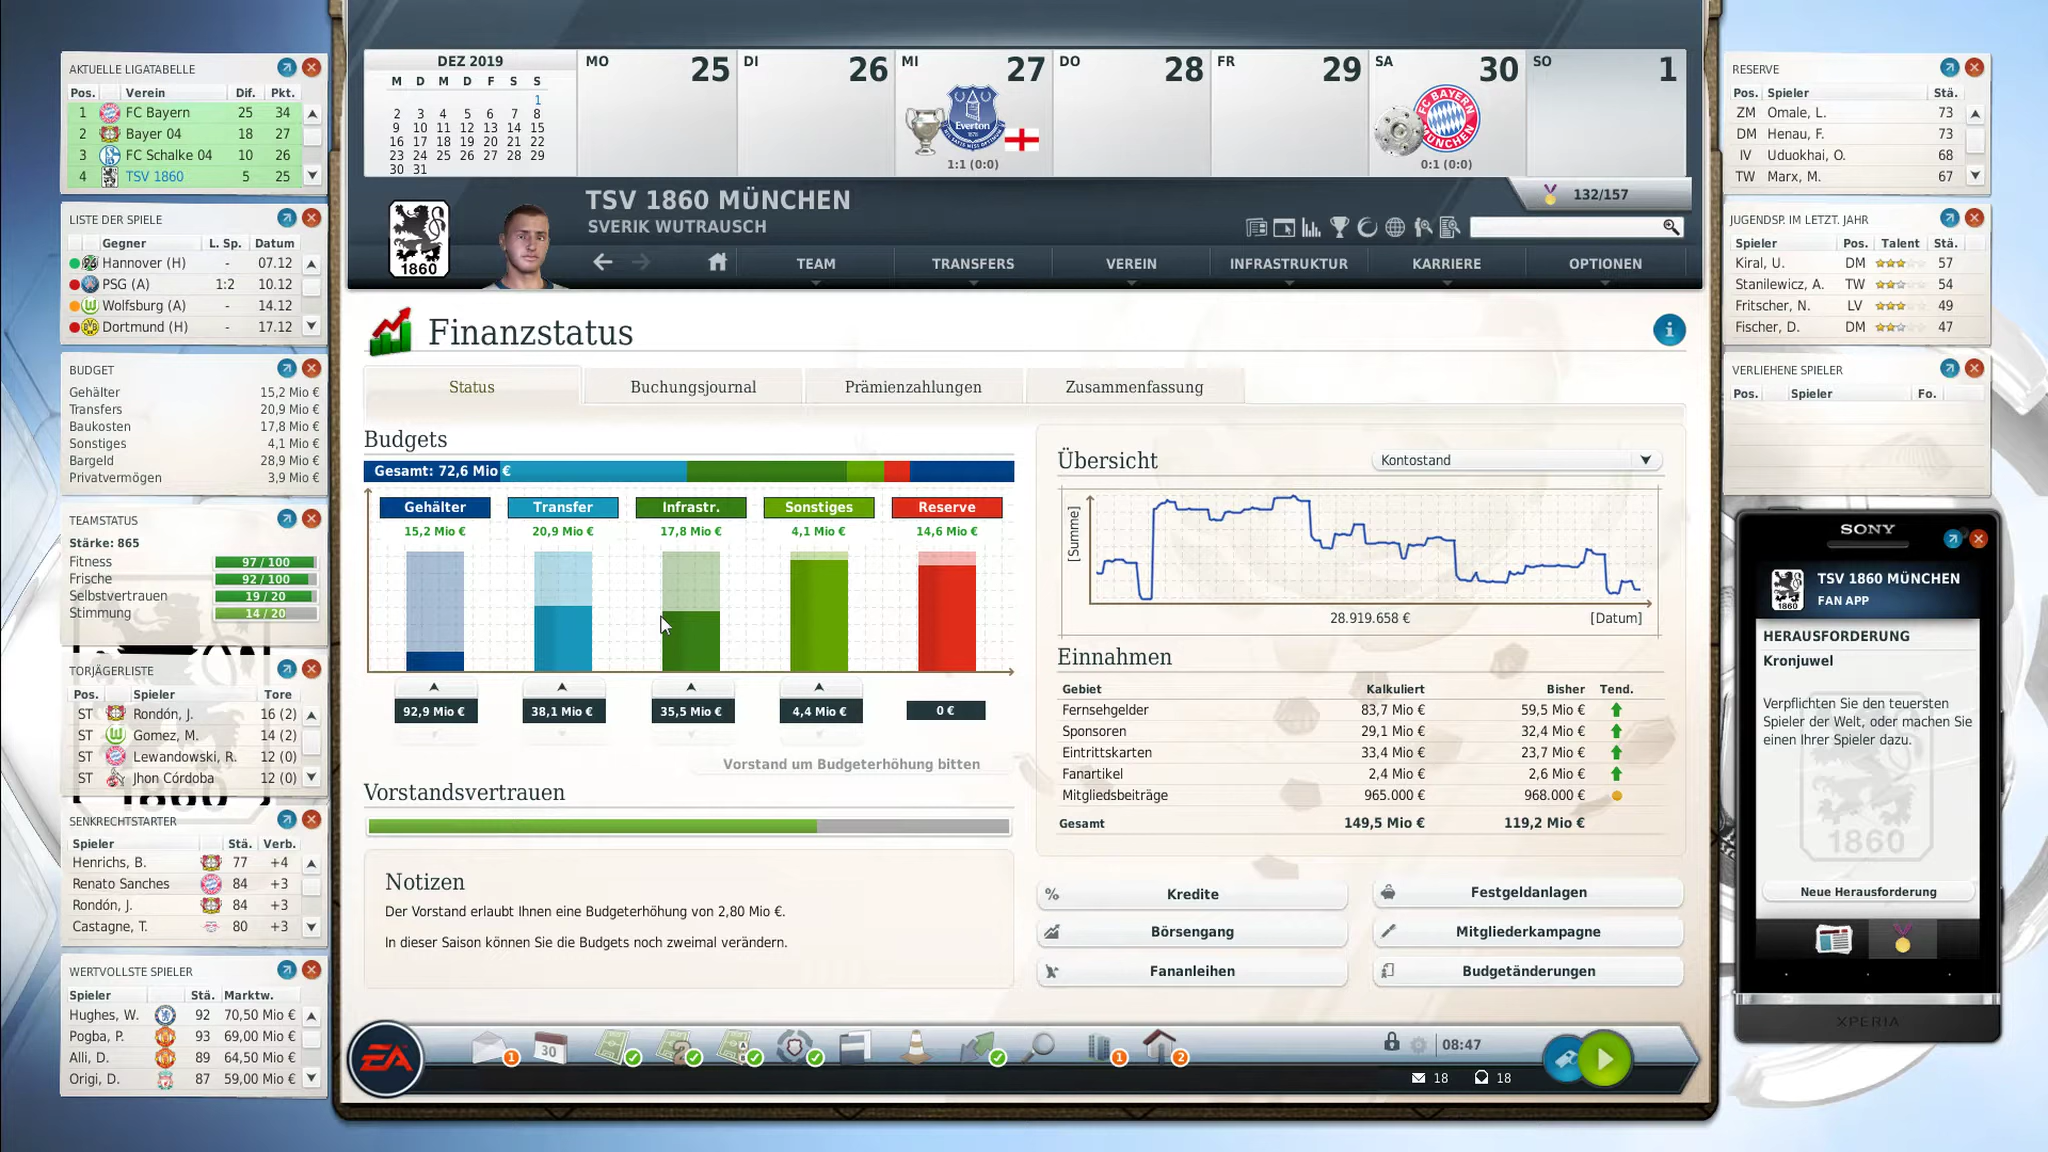 AKTUELLE LIGATABELLE
Pos. Verein Dif. Pkt.
1 FC Bayern 25 34
2 Bayer 04 18 27
3 FC Schalke 04 10 26
4 TSV 1860 5 25
LISTE DER SPIELE
Gegner L. Sp. Datum
Hannover (H) - 07.12
PSG (A) 1:2 10.12
Wolfsburg (A) - 14.12
Dortmund (H) - 17.12
BUDGET
Gehälter 15,2 Mio €
Transfers 20,9 Mio €
Baukosten 17,8 Mio €
Sonstiges 4,1 Mio €
Bargeld 28,9 Mio €
Privatvermögen 3,9 Mio €
TEAMSTATUS
Stärke: 865
Fitness 97 / 100
Frische 92 / 100
Selbstvertrauen 19 / 20
Stimmung 14 / 20
TORJÄGERLISTE
Pos. Spieler Tore
ST Rondón, J. 16 (2)
ST Gomez, M. 14 (2)
ST Lewandowski, R. 12 (0)
ST Jhon Córdoba 12 (0)
SENKRECHTSTARTER
Spieler Stä. Verb.
Henrichs, B. 77 +4
Renato Sanches 84 +3
Rondón, J. 84 +3
Castagne, T. 80 +3
WERTVOLLSTE SPIELER
Spieler Stä. Marktw.
Hughes, W. 92 70,50 Mio €
Pogba, P. 93 69,00 Mio €
Alli, D. 89 64,50 Mio €
Origi, D. 87 59,00 Mio €
DEZ 2019
M D M D F S S
1
2 3 4 5 6 7 8
9 10 11 12 13 14 15
16 17 18 19 20 21 22
23 24 25 26 27 28 29
30 31
MO 25 DI 26 MI 27 DO 28 FR 29 SA 30 SO 1
Everton
FC BAYERN MÜNCHEN
1:1 (0:0)
0:1 (0:0)
TSV 1860 MÜNCHEN
SVERIK WUTRAUSCH
1860
132/157
TEAM TRANSFERS VEREIN INFRASTRUKTUR KARRIERE OPTIONEN
Finanzstatus
Status Buchungsjournal Prämienzahlungen Zusammenfassung
Budgets
Gesamt: 72,6 Mio €
Gehälter Transfer Infrastr. Sonstiges Reserve
15,2 Mio € 20,9 Mio € 17,8 Mio € 4,1 Mio € 14,6 Mio €
92,9 Mio € 38,1 Mio € 35,5 Mio € 4,4 Mio € 0 €
Vorstand um Budgeterhöhung bitten
Vorstandsvertrauen
Notizen
Der Vorstand erlaubt Ihnen eine Budgeterhöhung von 2,80 Mio €.
In dieser Saison können Sie die Budgets noch zweimal verändern.
Übersicht
Kontostand
[Summe]
28.919.658 €
[Datum]
Einnahmen
Gebiet Kalkuliert Bisher Tend.
Fernsehgelder 83,7 Mio € 59,5 Mio €
Sponsoren 29,1 Mio € 32,4 Mio €
Eintrittskarten 33,4 Mio € 23,7 Mio €
Fanartikel 2,4 Mio € 2,6 Mio €
Mitgliedsbeiträge 965.000 € 968.000 €
Gesamt 149,5 Mio € 119,2 Mio €
Kredite Festgeldanlagen
Börsengang Mitgliederkampagne
Fananleihen Budgetänderungen
EA
1 30 1 2
08:47
18 18
RESERVE
Pos. Spieler Stä.
ZM Omale, L. 73
DM Henau, F. 73
IV Uduokhai, O. 68
TW Marx, M. 67
JUGENDSP. IM LETZT. JAHR
Spieler Pos. Talent Stä.
Kiral, U. DM 57
Stanilewicz, A. TW 54
Fritscher, N. LV 49
Fischer, D. DM 47
VERLIEHENE SPIELER
Pos. Spieler Fo.
SONY
TSV 1860 MÜNCHEN
FAN APP
1860
HERAUSFORDERUNG
Kronjuwel
Verpflichten Sie den teuersten
Spieler der Welt, oder machen Sie
einen Ihrer Spieler dazu.
1860
Neue Herausforderung
XPERIA